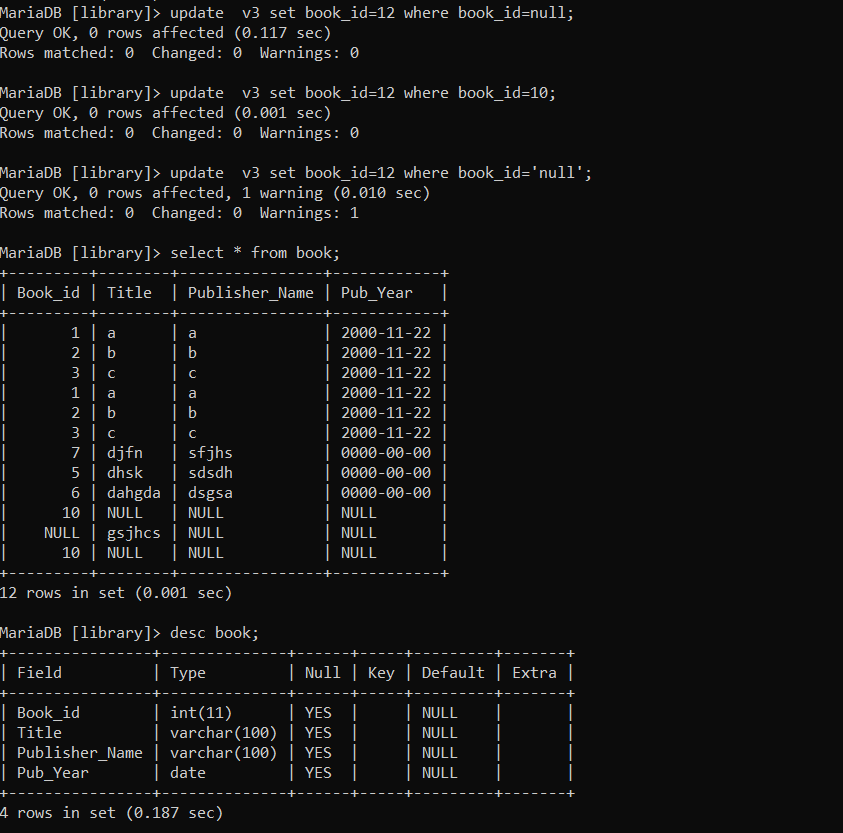 MariaDB [library]> update  v3 set book_id=12 where book_id=null;
Query OK, 0 rows affected (0.117 sec)
Rows matched: 0  Changed: 0  Warnings: 0

MariaDB [library]> update  v3 set book_id=12 where book_id=10;
Query OK, 0 rows affected (0.001 sec)
Rows matched: 0  Changed: 0  Warnings: 0

MariaDB [library]> update  v3 set book_id=12 where book_id='null';
Query OK, 0 rows affected, 1 warning (0.010 sec)
Rows matched: 0  Changed: 0  Warnings: 1

MariaDB [library]> select * from book;
+---------+--------+----------------+------------+
| Book_id | Title  | Publisher_Name | Pub_Year   |
+---------+--------+----------------+------------+
|       1 | a      | a              | 2000-11-22 |
|       2 | b      | b              | 2000-11-22 |
|       3 | c      | c              | 2000-11-22 |
|       1 | a      | a              | 2000-11-22 |
|       2 | b      | b              | 2000-11-22 |
|       3 | c      | c              | 2000-11-22 |
|       7 | djfn   | sfjhs          | 0000-00-00 |
|       5 | dhsk   | sdsdh          | 0000-00-00 |
|       6 | dahgda | dsgsa          | 0000-00-00 |
|      10 | NULL   | NULL           | NULL       |
|    NULL | gsjhcs | NULL           | NULL       |
|      10 | NULL   | NULL           | NULL       |
+---------+--------+----------------+------------+
12 rows in set (0.001 sec)

MariaDB [library]> desc book;
+----------------+--------------+------+-----+---------+-------+
| Field          | Type         | Null | Key | Default | Extra |
+----------------+--------------+------+-----+---------+-------+
| Book_id        | int(11)      | YES  |     | NULL    |       |
| Title          | varchar(100) | YES  |     | NULL    |       |
| Publisher_Name | varchar(100) | YES  |     | NULL    |       |
| Pub_Year       | date         | YES  |     | NULL    |       |
+----------------+--------------+------+-----+---------+-------+
4 rows in set (0.187 sec)